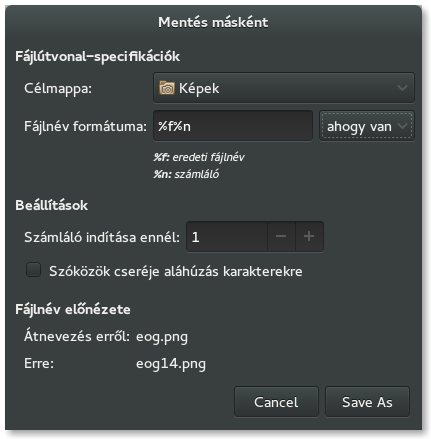 Mentés másként
Fájlútvonal-specifikációk
Célmappa: Képek
Fájlnév formátuma: %f%n ahogy van
%f: eredeti fájlnév
%n: számláló
Beállítások
Számláló indítása ennél: 1
Szóközök cseréje aláhúzás karakterekre
Fájlnév előnézete
Átnevezés erről: eog.png
Erre: eog14.png
Cancel Save As